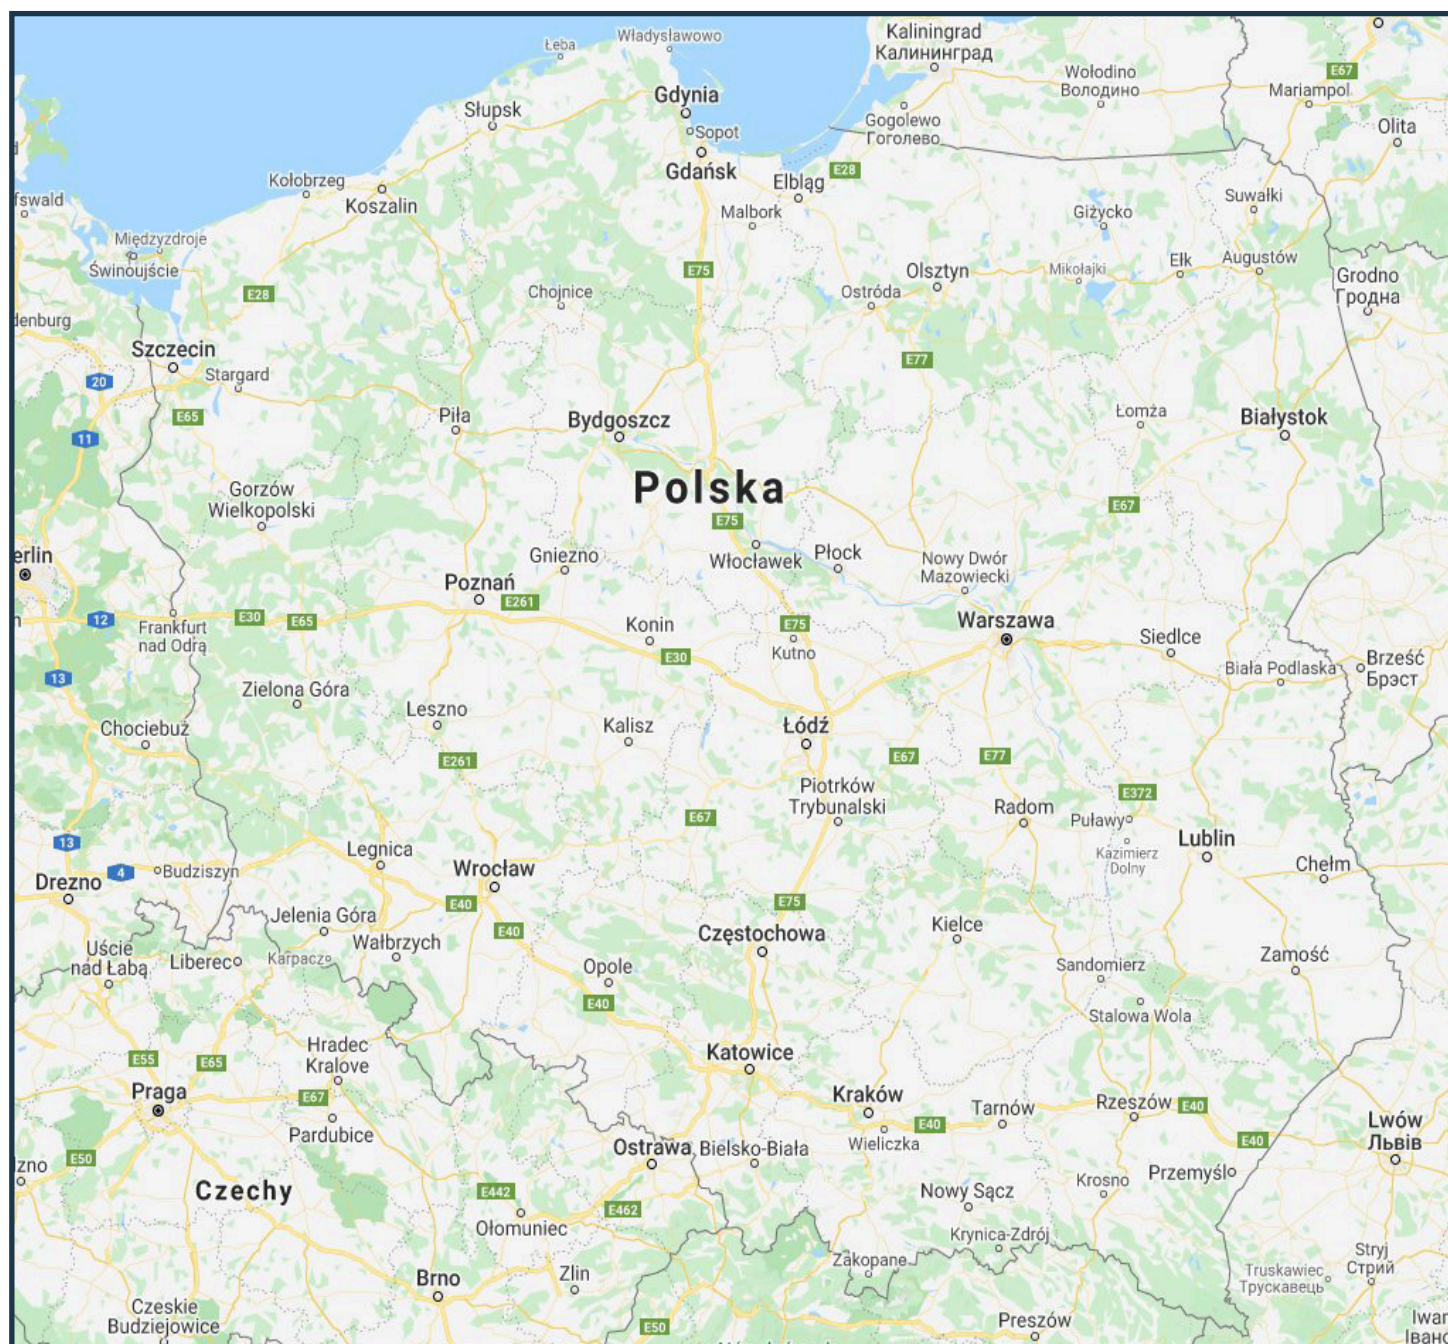 Łeba
Władysławowo
Kaliningrad
Калининград
Wołodino
Володино
E67
Mariampol
Gdynia
Słupsk
Sopot
Gogolewo
Гоголево
Olita
Gdańsk
Elbląg
E28
Kołobrzeg
Koszalin
Malbork
Giżycko
Suwałki
fswald
Międzyzdroje
Świnoujście
E75
Olsztyn
Mikołajki
Ełk
Augustów
Grodno
Гродна
E28
Chojnice
Ostróda
denburg
Szczecin
Stargard
E77
20
E65
Piła
Bydgoszcz
Łomża
Białystok
11
Polska
Gorzów
Wielkopolski
E67
E75
erlin
Gniezno
Włocławek
Płock
Nowy Dwór
Mazowiecki
Poznań
E261
12
Frankfurt
nad Odrą
E30
E65
Konin
E30
E75
Kutno
Warszawa
Siedlce
Biała Podlaska
Brześć
Брэст
13
Zielona Góra
Leszno
Chociebuż
Kalisz
Łódź
E261
E67
E77
Piotrków
Trybunalski
E372
Radom
Puławy
E67
Kazimierz
Dolny
Lublin
Chełm
13
4
Budziszyn
Legnica
Wrocław
Drezno
E40
E75
Jelenia Góra
E40
Kielce
Uście
nad Łabą
Liberec
Karpacz
Wałbrzych
Częstochowa
Opole
Sandomierz
Zamość
E40
Stalowa Wola
Hradec
Kralove
E55
E65
Katowice
Praga
E67
Kraków
Tarnów
Rzeszów
E40
Pardubice
E40
Wieliczka
E40
Lwów
Львів
E50
zno
Ostrawa
Bielsko-Biała
Przemyśl
Czechy
E442
Nowy Sącz
Krosno
E462
Ołomuniec
Krynica-Zdrój
Zakopane
Stryj
Стрий
Truskawiec
Трускавець
Brno
Zlin
Czeskie
Budziejowice
E50
Preszów
Iwar